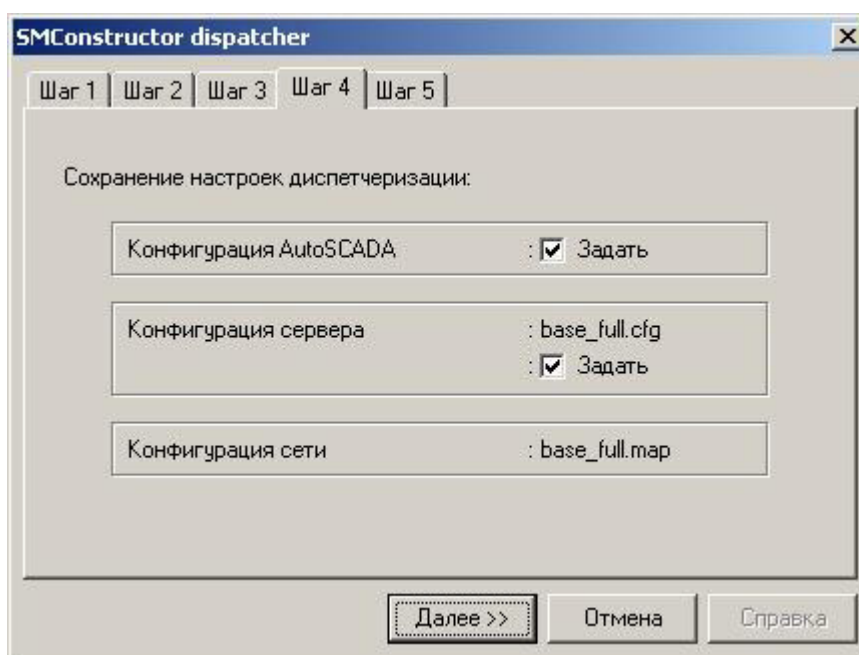 SMConstructor dispatcher
Шаг 1 Шаг 2 Шаг 3 Шаг 4 Шаг 5
Сохранение настроек диспетчеризации:
Конфигурация AutoSCADA : Задать
Конфигурация сервера : base_full.cfg
: Задать
Конфигурация сети : base_full.map
Далее >> Отмена Справка